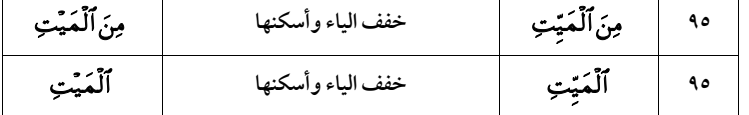 ٩٥ مِنَ ٱلْمَيِّتِ خفف الياء وأسكنها مِنَ ٱلْمَيْتِ
٩٥ ٱلْمَيِّتِ خفف الياء وأسكنها ٱلْمَيْتِ